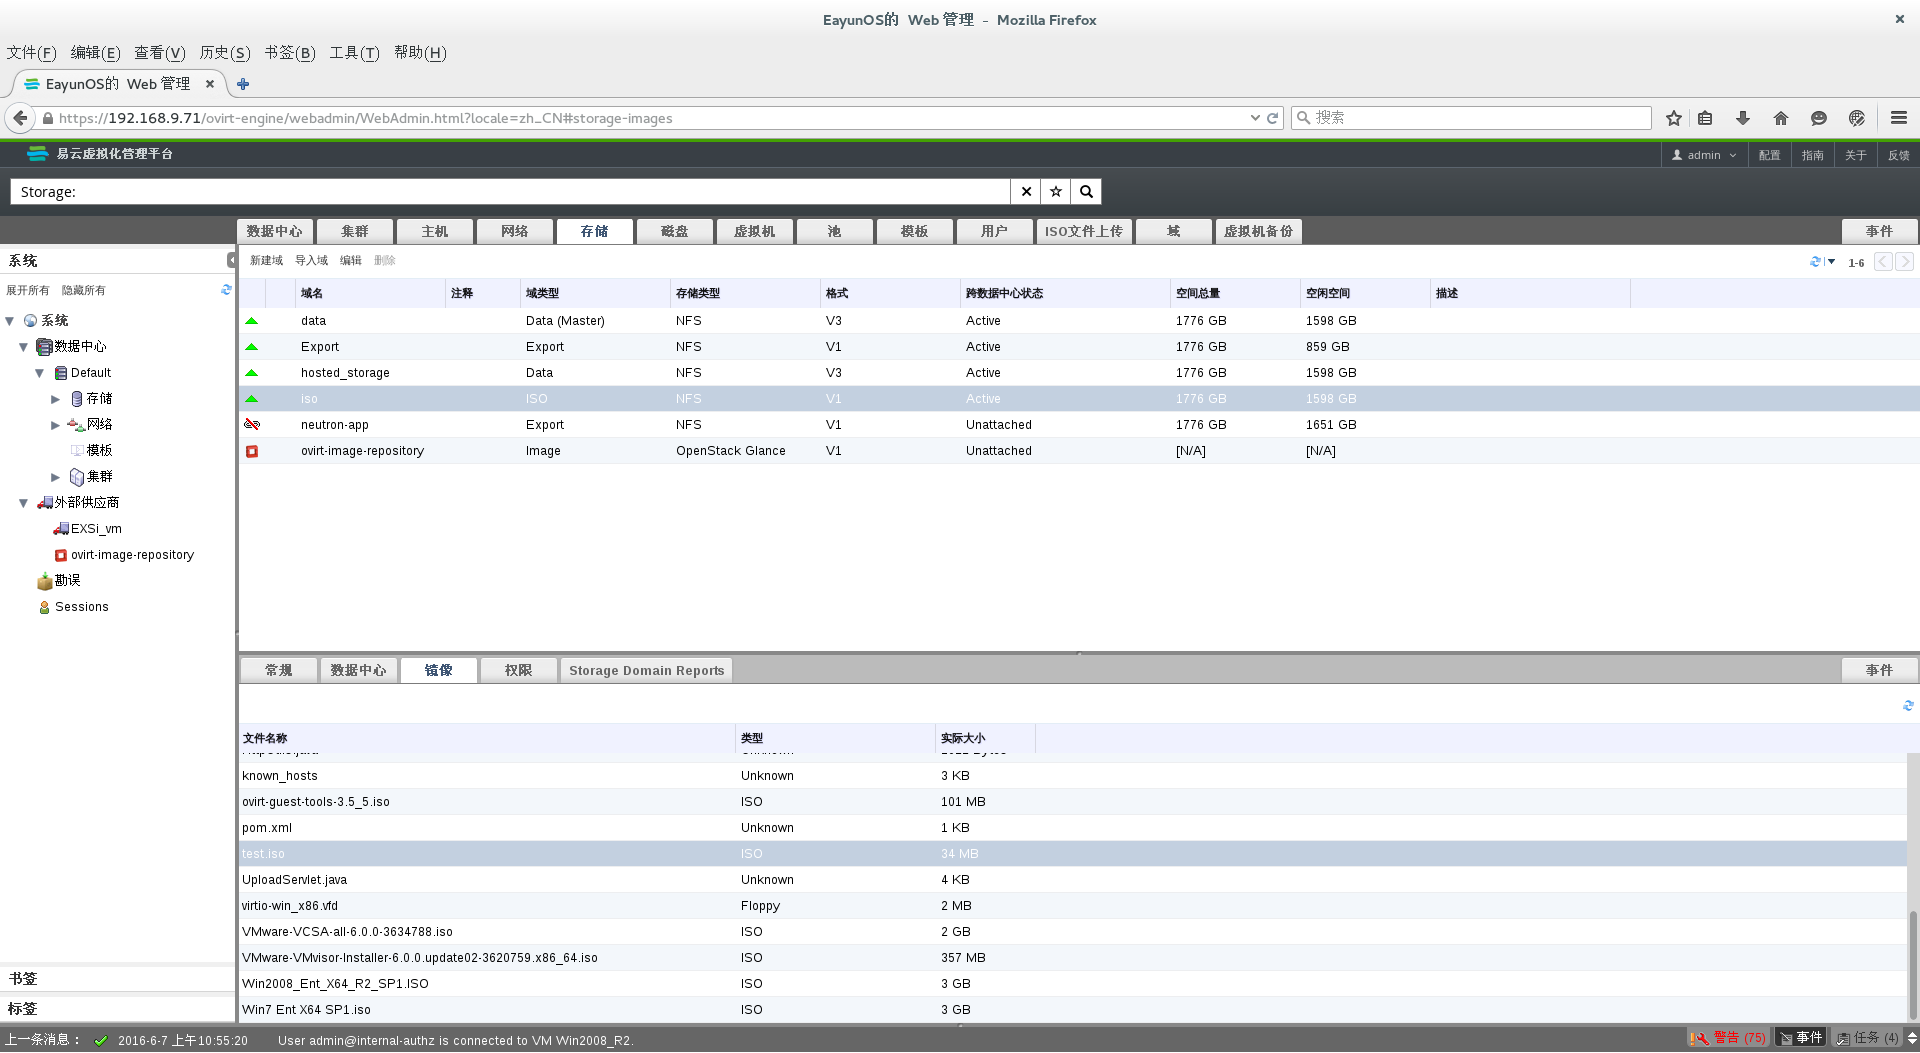 EayunOS的 Web 管理 - Mozilla Firefox
文件(F) 编辑(E) 查看(V) 历史(S) 书签(B) 工具(T) 帮助(H)
EayunOS的 Web 管理
https://192.168.9.71/ovirt-engine/webadmin/WebAdmin.html?locale=zh_CN#storage-images 搜索
易云虚拟化管理平台 admin 配置 指南 关于 反馈
Storage:
数据中心 集群 主机 网络 存储 磁盘 虚拟机 池 模板 用户 ISO文件上传 域 虚拟机备份 事件
系统
新建域 导入域 编辑 删除 1-6
展开所有 隐藏所有
系统
数据中心
Default
存储
网络
模板
集群
外部供应商
EXSi_vm
ovirt-image-repository
勘误
Sessions
书签
标签
域名 注释 域类型 存储类型 格式 跨数据中心状态 空间总量 空闲空间 描述
data Data (Master) NFS V3 Active 1776 GB 1598 GB
Export Export NFS V1 Active 1776 GB 859 GB
hosted_storage Data NFS V3 Active 1776 GB 1598 GB
iso ISO NFS V1 Active 1776 GB 1598 GB
neutron-app Export NFS V1 Unattached 1776 GB 1651 GB
ovirt-image-repository Image OpenStack Glance V1 Unattached [N/A] [N/A]
常规 数据中心 镜像 权限 Storage Domain Reports 事件
文件名称 类型 实际大小
known_hosts Unknown 3 KB
ovirt-guest-tools-3.5_5.iso ISO 101 MB
pom.xml Unknown 1 KB
test.iso ISO 34 MB
UploadServlet.java Unknown 4 KB
virtio-win_x86.vfd Floppy 2 MB
VMware-VCSA-all-6.0.0-3634788.iso ISO 2 GB
VMware-VMvisor-Installer-6.0.0.update02-3620759.x86_64.iso ISO 357 MB
Win2008_Ent_X64_R2_SP1.ISO ISO 3 GB
Win7 Ent X64 SP1.iso ISO 3 GB
上一条消息： 2016-6-7 上午10:55:20 User admin@internal-authz is connected to VM Win2008_R2. 警告 (75) 事件 任务 (4)